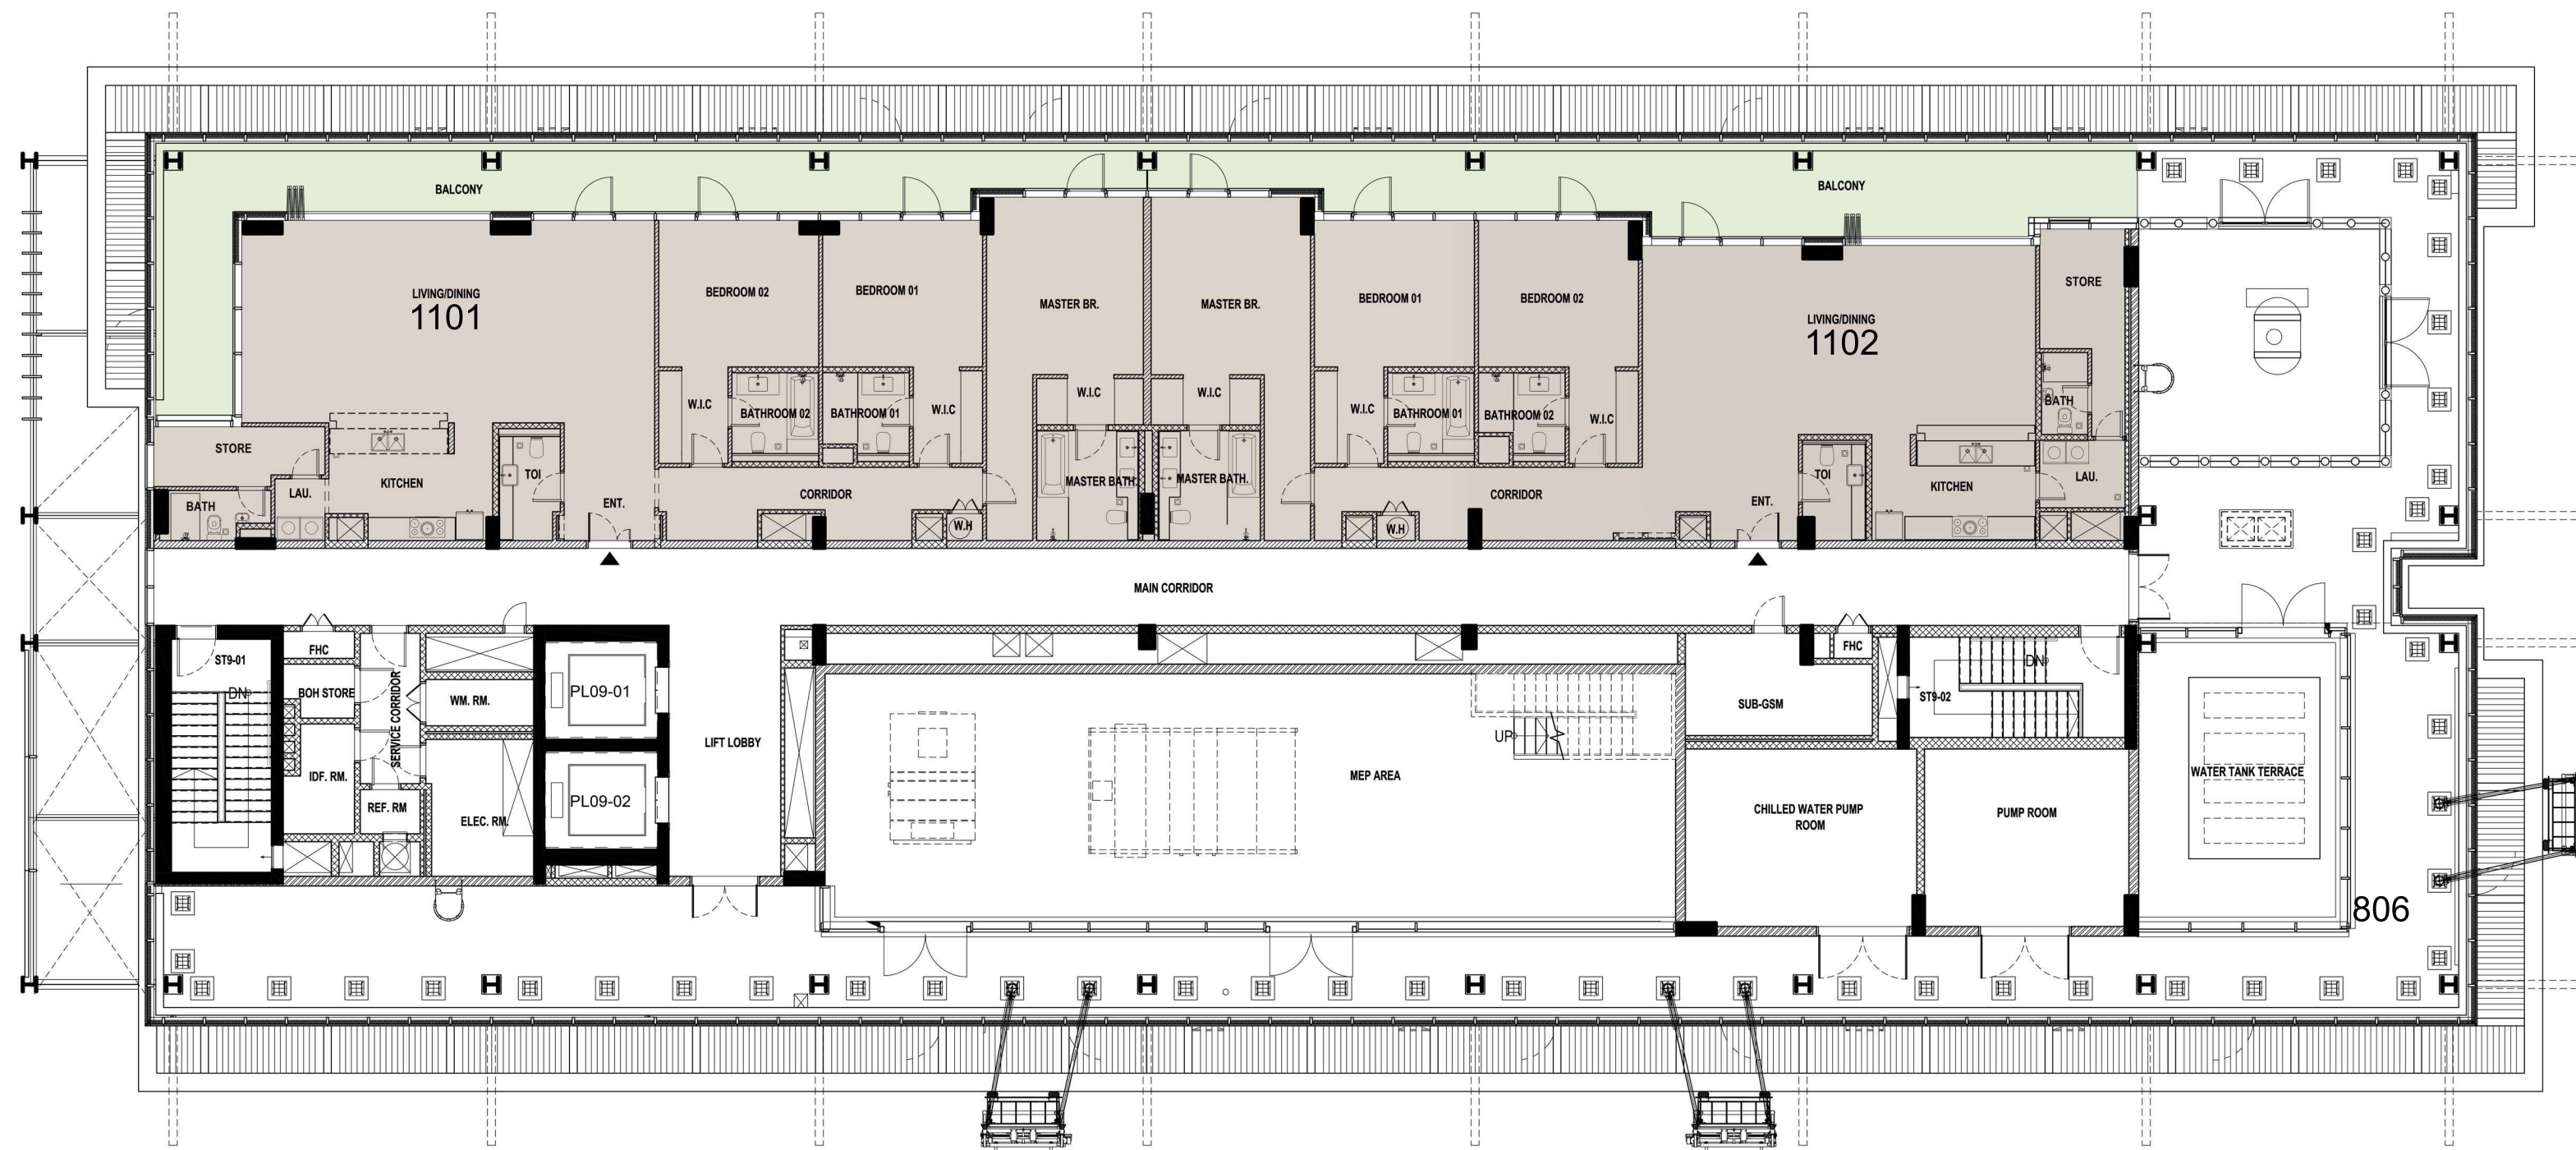 BALCONY
BALCONY
LIVING/DINING
1101
BEDROOM 02
BEDROOM 01
MASTER BR.
MASTER BR.
BEDROOM 01
BEDROOM 02
LIVING/DINING
1102
STORE
W.I.C
BATHROOM 02
BATHROOM 01
W.I.C
W.I.C
W.I.C
W.I.C
BATHROOM 01
BATHROOM 02
W.I.C
BATH
STORE
KITCHEN
LAU.
BATH
TOI
ENT.
CORRIDOR
W.H
MASTER BATH.
MASTER BATH.
W.H
CORRIDOR
ENT.
TOI
KITCHEN
LAU.
MAIN CORRIDOR
ST9-01
DN
FHC
BOH STORE
SERVICE CORRIDOR
WM. RM.
IDF. RM.
REF. RM
ELEC. RM.
PL09-01
PL09-02
LIFT LOBBY
UP
MEP AREA
SUB-GSM
FHC
ST9-02
DN
CHILLED WATER PUMP
ROOM
PUMP ROOM
WATER TANK TERRACE
806